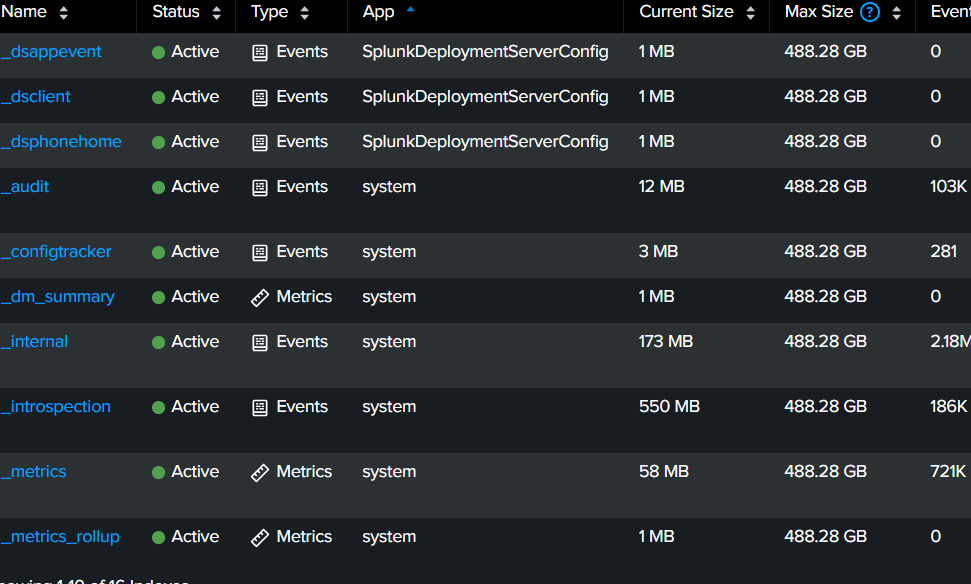 Name Status Type App Current Size Max Size ? Event
_dsappevent Active Events SplunkDeploymentServerConfig 1 MB 488.28 GB 0
_dsclient Active Events SplunkDeploymentServerConfig 1 MB 488.28 GB 0
_dsphonehome Active Events SplunkDeploymentServerConfig 1 MB 488.28 GB 0
_audit Active Events system 12 MB 488.28 GB 103K
_configtracker Active Events system 3 MB 488.28 GB 281
_dm_summary Active Metrics system 1 MB 488.28 GB 0
_internal Active Events system 173 MB 488.28 GB 2.18M
_introspection Active Events system 550 MB 488.28 GB 186K
_metrics Active Metrics system 58 MB 488.28 GB 721K
_metrics_rollup Active Metrics system 1 MB 488.28 GB 0
1-10 of 16 Indexes